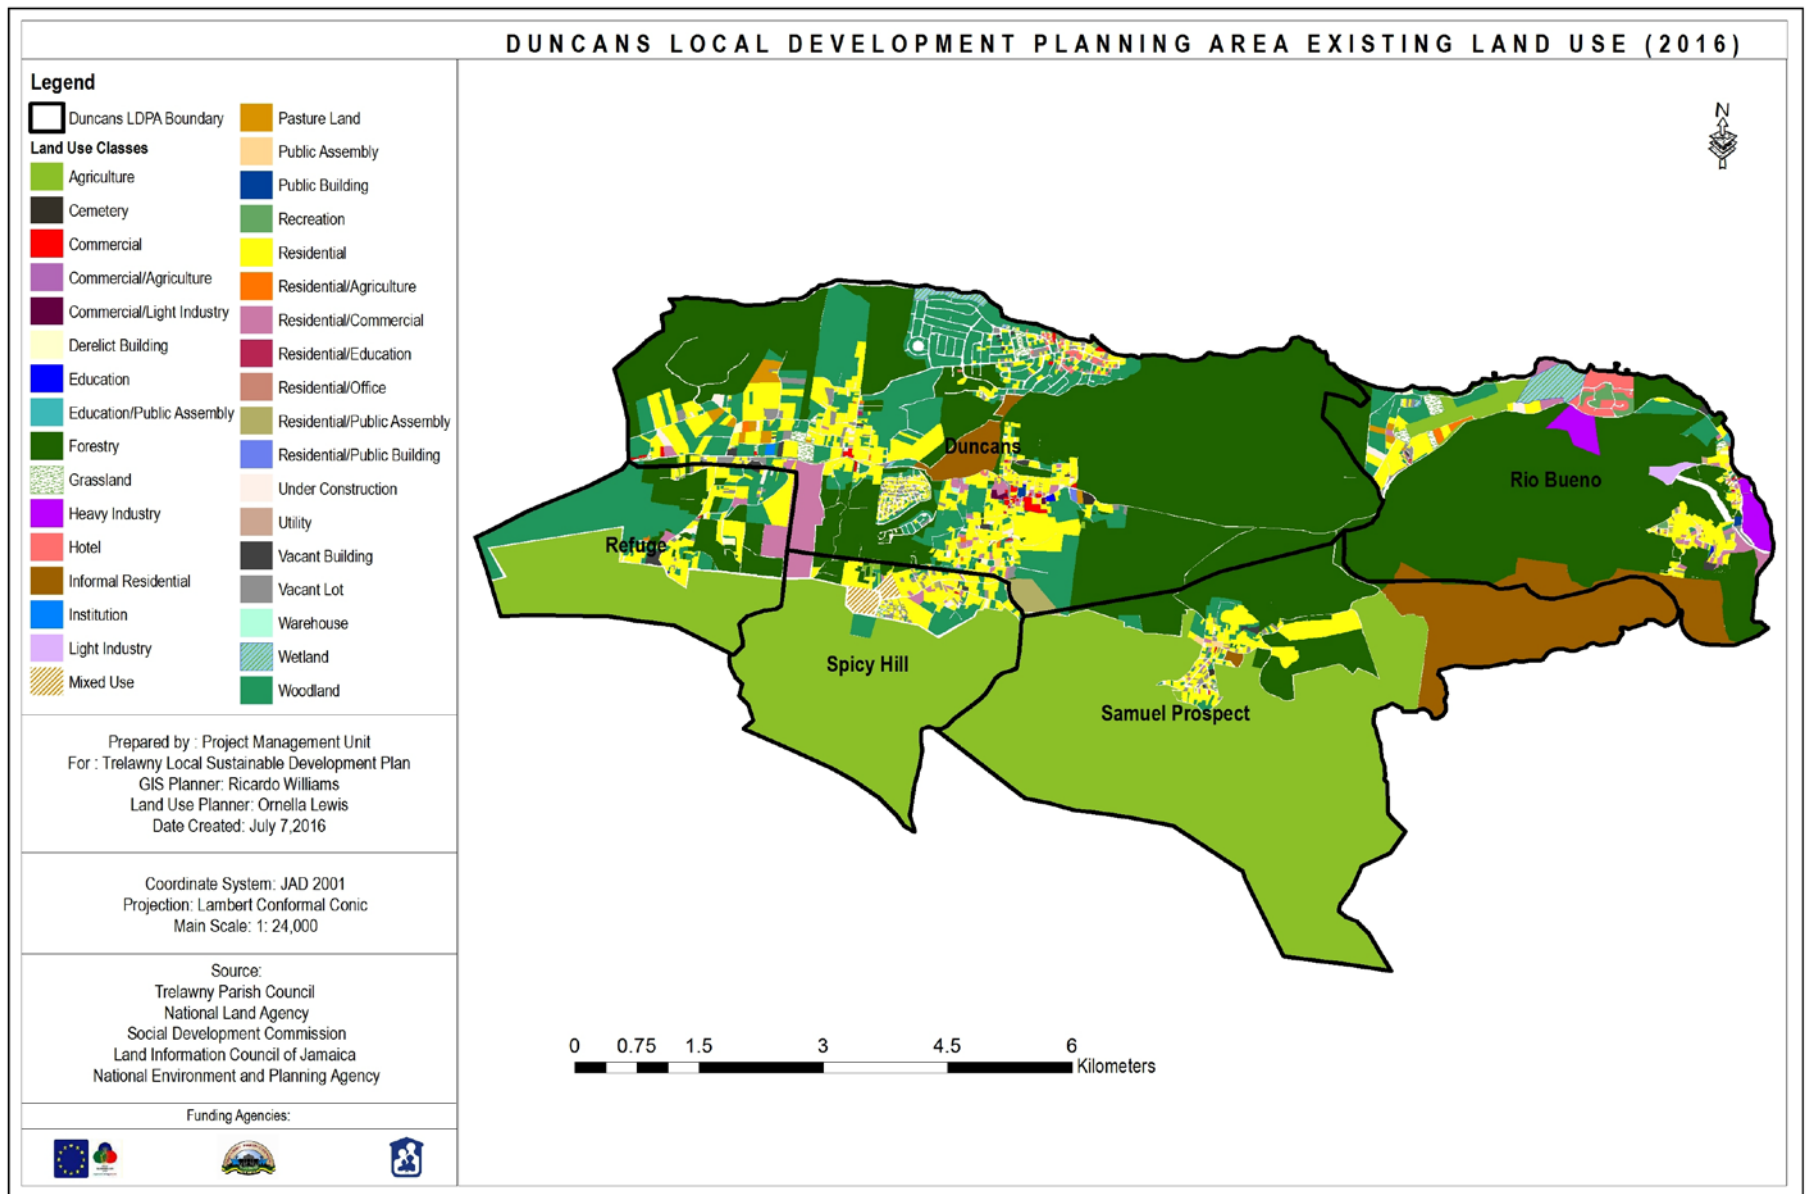 DUNCANS LOCAL DEVELOPMENT PLANNING AREA EXISTING LAND USE (2016)
Legend
Duncans LDPA Boundary
Land Use Classes
Agriculture
Cemetery
Commercial
Commercial/Agriculture
Commercial/Light Industry
Derelict Building
Education
Education/Public Assembly
Forestry
Grassland
Heavy Industry
Hotel
Informal Residential
Institution
Light Industry
Mixed Use
Pasture Land
Public Assembly
Public Building
Recreation
Residential
Residential/Agriculture
Residential/Commercial
Residential/Education
Residential/Office
Residential/Public Assembly
Residential/Public Building
Under Construction
Utility
Vacant Building
Vacant Lot
Warehouse
Wetland
Woodland
Prepared by : Project Management Unit
For : Trelawny Local Sustainable Development Plan
GIS Planner: Ricardo Williams
Land Use Planner: Ornella Lewis
Date Created: July 7,2016
Coordinate System: JAD 2001
Projection: Lambert Conformal Conic
Main Scale: 1: 24,000
Source:
Trelawny Parish Council
National Land Agency
Social Development Commission
Land Information Council of Jamaica
National Environment and Planning Agency
Funding Agencies:
N
Duncans
Rio Bueno
Refuge
Spicy Hill
Samuel Prospect
0 0.75 1.5 3 4.5 6
Kilometers